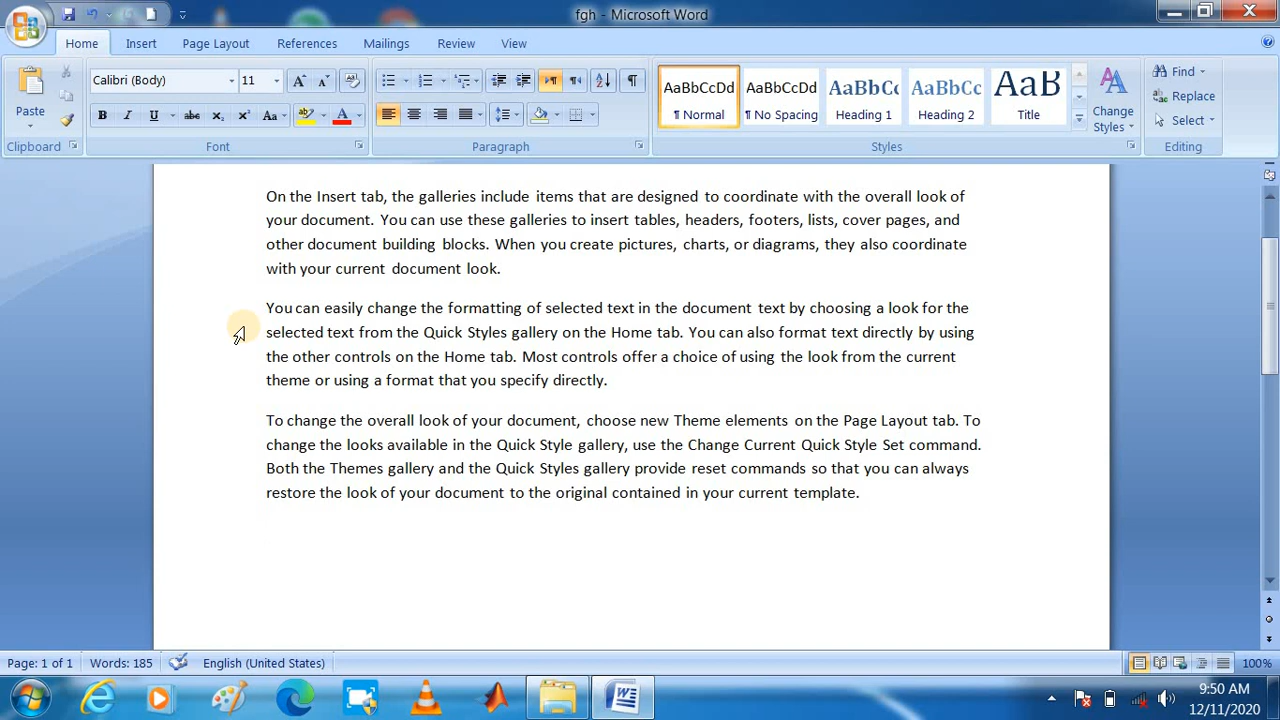 fgh - Microsoft Word
Home Insert Page Layout References Mailings Review View
Paste
Clipboard
Calibri (Body) 11
B I U abc x₂ x² Aa ab A
Font
Paragraph
AaBbCcDd AaBbCcDd AaBbCc AaBbCc AaB
¶ Normal ¶ No Spacing Heading 1 Heading 2 Title
Change
Styles
Styles
Find
Replace
Select
Editing
On the Insert tab, the galleries include items that are designed to coordinate with the overall look of
your document. You can use these galleries to insert tables, headers, footers, lists, cover pages, and
other document building blocks. When you create pictures, charts, or diagrams, they also coordinate
with your current document look.
You can easily change the formatting of selected text in the document text by choosing a look for the
selected text from the Quick Styles gallery on the Home tab. You can also format text directly by using
the other controls on the Home tab. Most controls offer a choice of using the look from the current
theme or using a format that you specify directly.
To change the overall look of your document, choose new Theme elements on the Page Layout tab. To
change the looks available in the Quick Style gallery, use the Change Current Quick Style Set command.
Both the Themes gallery and the Quick Styles gallery provide reset commands so that you can always
restore the look of your document to the original contained in your current template.
Page: 1 of 1 Words: 185 English (United States) 100%
9:50 AM
12/11/2020